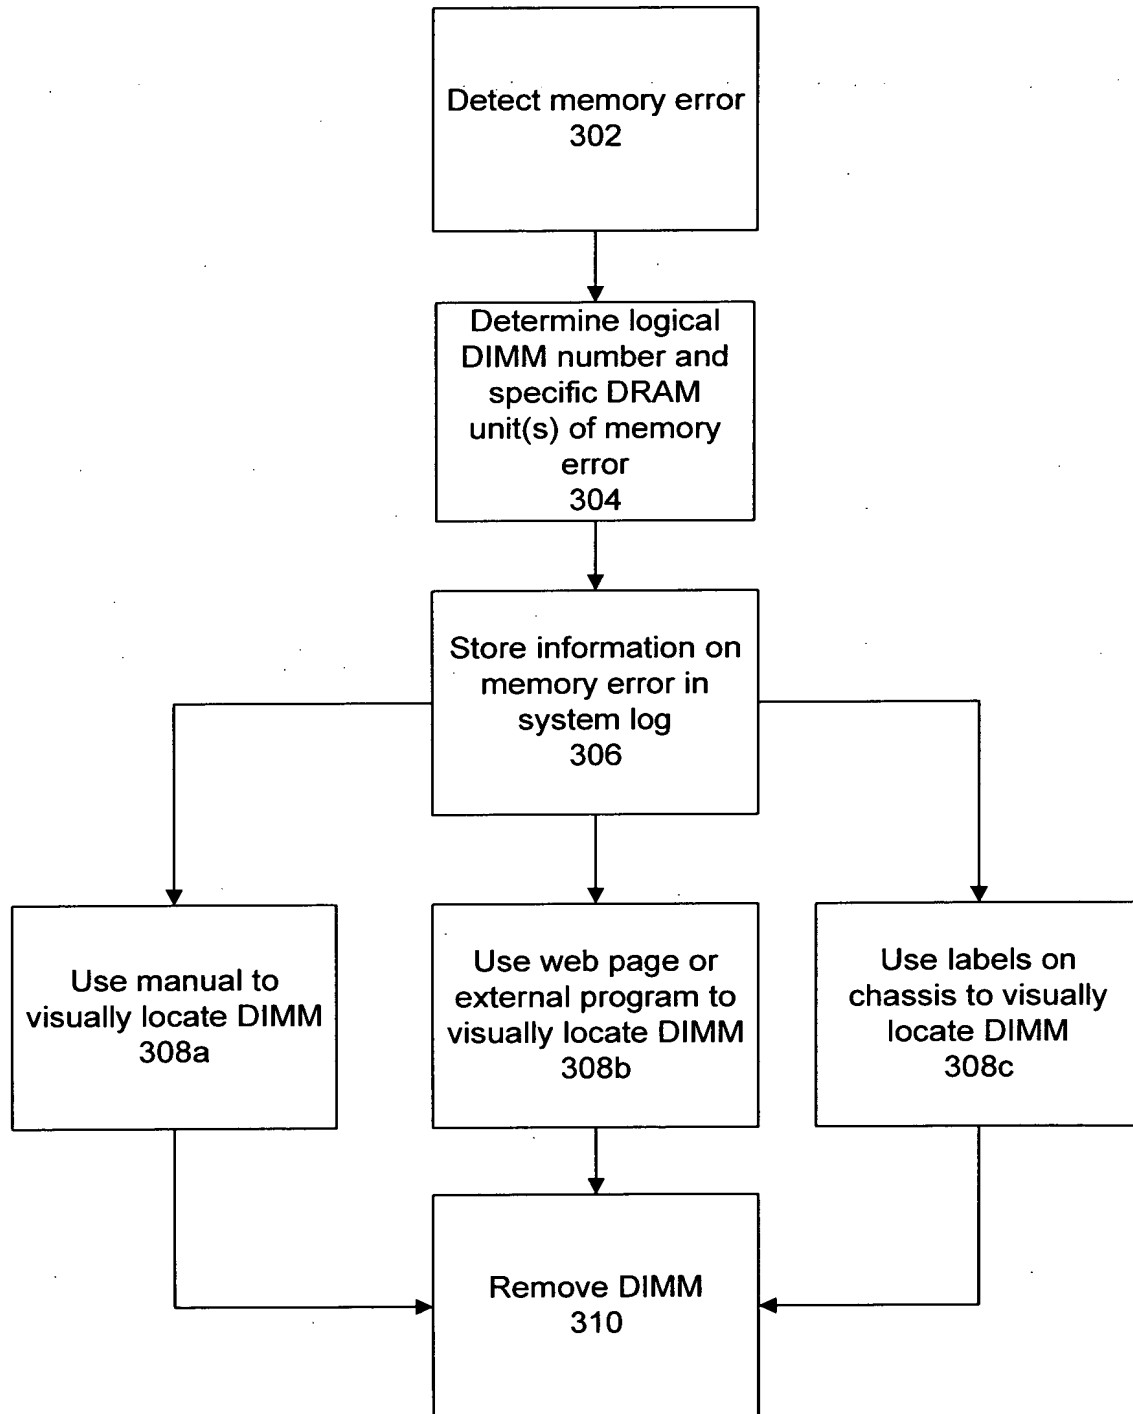 Detect memory error
302
Determine logical
DIMM number and
specific DRAM
unit(s) of memory
error
304
Store information on
memory error in
system log
306
Use manual to
visually locate DIMM
308a
Use web page or
external program to
visually locate DIMM
308b
Use labels on
chassis to visually
locate DIMM
308c
Remove DIMM
310